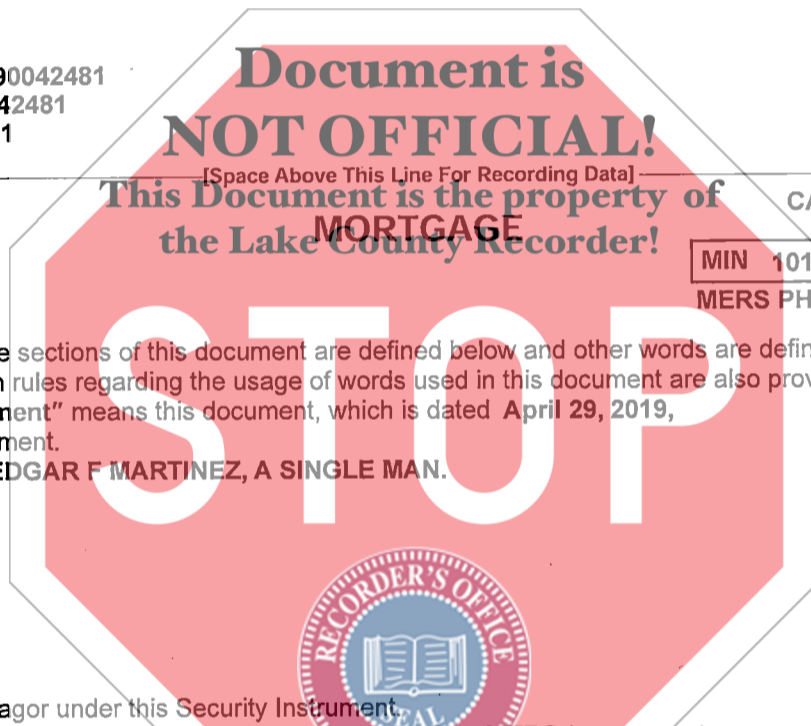 Document is
90042481
42481
NOT OFFICIAL!
1
[Space Above This Line For Recording Data]
This Document is the property of
CA
MORTGAGE
the Lake County Recorder!
MIN 101
MERS PH
STOP
e sections of this document are defined below and other words are defin
n rules regarding the usage of words used in this document are also prov
ment” means this document, which is dated April 29, 2019,
ment.
EDGAR F MARTINEZ, A SINGLE MAN.
RECORDER'S OFFICE
SEAL
agor under this Security Instrument.